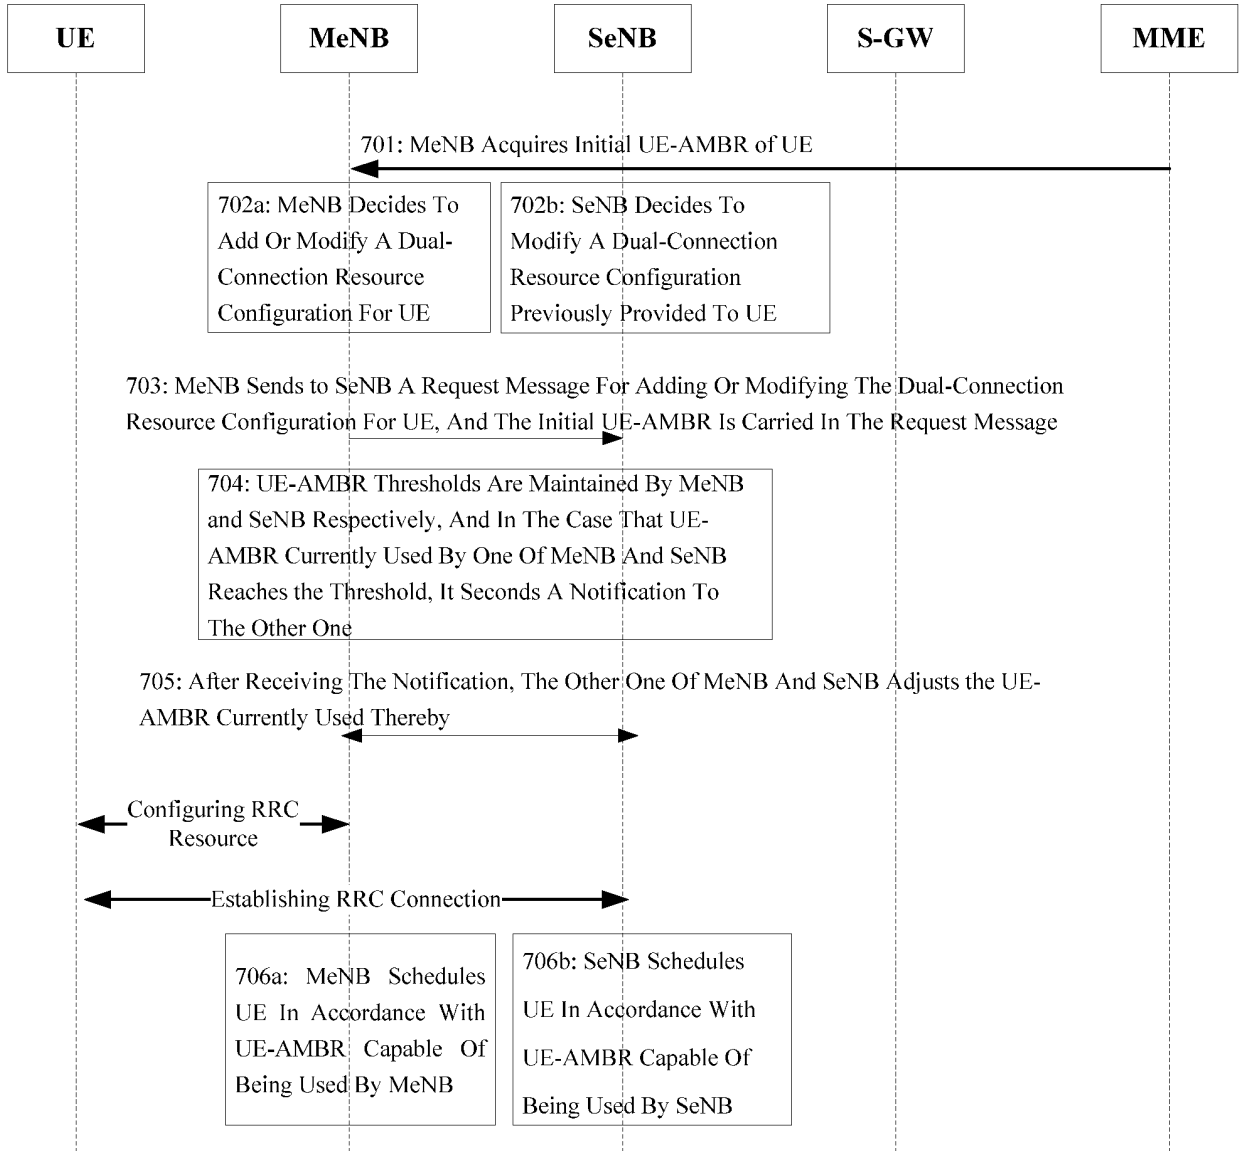 UE
MeNB
SeNB
S-GW
MME
701: MeNB Acquires Initial UE-AMBR of UE
702a: MeNB Decides To
Add Or Modify A Dual-
Connection Resource
Configuration For UE
702b: SeNB Decides To
Modify A Dual-Connection
Resource Configuration
Previously Provided To UE
703: MeNB Sends to SeNB A Request Message For Adding Or Modifying The Dual-Connection
Resource Configuration For UE, And The Initial UE-AMBR Is Carried In The Request Message
704: UE-AMBR Thresholds Are Maintained By MeNB
and SeNB Respectively, And In The Case That UE-
AMBR Currently Used By One Of MeNB And SeNB
Reaches the Threshold, It Seconds A Notification To
The Other One
705: After Receiving The Notification, The Other One Of MeNB And SeNB Adjusts the UE-
AMBR Currently Used Thereby
Configuring RRC
Resource
Establishing RRC Connection
706a: MeNB Schedules
UE In Accordance With
UE-AMBR Capable Of
Being Used By MeNB
706b: SeNB Schedules
UE In Accordance With
UE-AMBR Capable Of
Being Used By SeNB